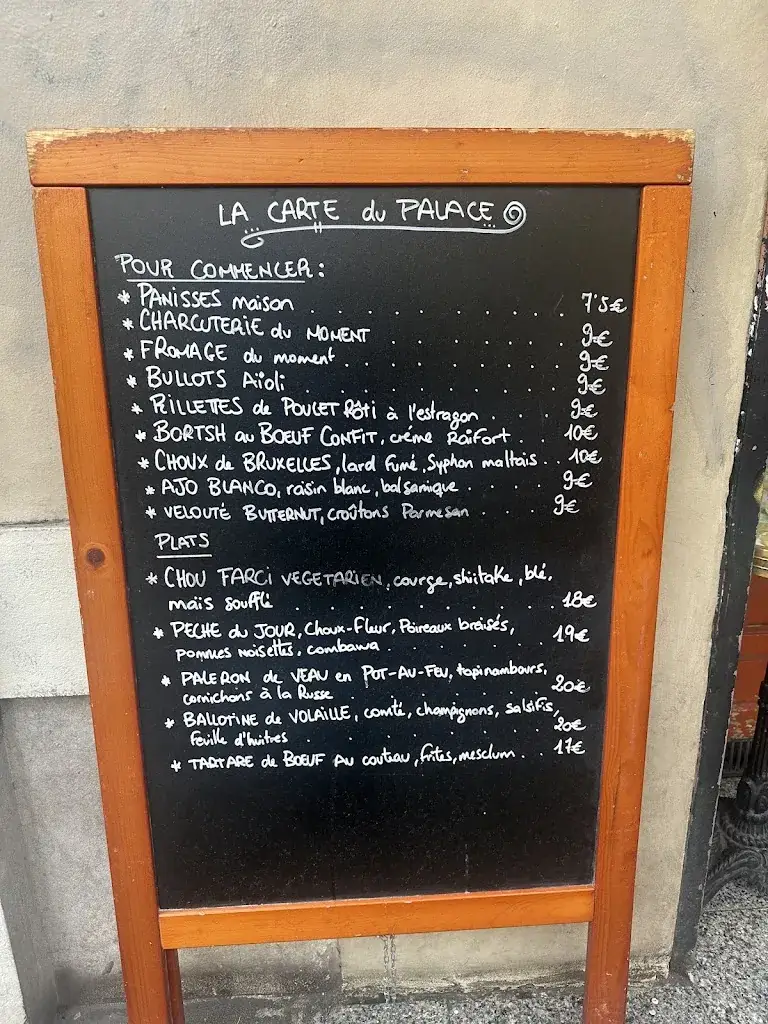 LA CARTE du PALACE
POUR COMMENCER:
* PANISSES maison . . . . . . . . . . . 7'5€
* CHARCUTERIE du MOMENT . . . . . . . 9€
* FROMAGE du moment . . . . . . . . . 9€
* BULLOTS Aïoli . . . . . . . . . . . 9€
* RILLETTES de POULET Rôti à l'estragon . . . 9€
* BORTSH au BOEUF CONFIT, créme Raifort . . 10€
* CHOUX de BRUXELLES, lard fumé, Syphon maltais . . 10€
* AJO BLANCO, raisin blanc, balsamique . . . . 9€
* VELOUTÉ BUTTERNUT, croûtons Parmesan . . . . 9€
PLATS
* CHOU FARCI VEGETARIEN, courge, shiitake, blé,
maïs soufflé . . . . . . . . . . . 18€
* PECHE du JOUR, Choux-fleur, Poireaux braisés,
pommes noisettes, combawa . . . . . . 19€
* PALERON de VEAU en POT-AU-FEU, topinambours,
cornichons à la Russe . . . . . . . . 20€
* BALLOTINE de VOLAILLE, comté, champignons, salsifis,
feuille d'huitres . . . . . . . . . 20€
* TARTARE de BOEUF AU couteau, frites, mesclun . . 17€